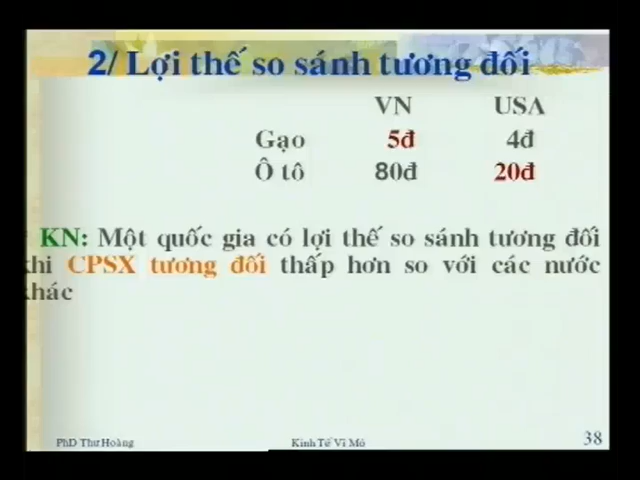 2/ Lợi thế so sánh tương đối
VN USA
Gạo 5đ 4đ
Ô tô 80đ 20đ
KN: Một quốc gia có lợi thế so sánh tương đối
khi CPSX tương đối thấp hơn so với các nước
khác
PhD Thư Hoàng Kinh Tế Vĩ Mô 38